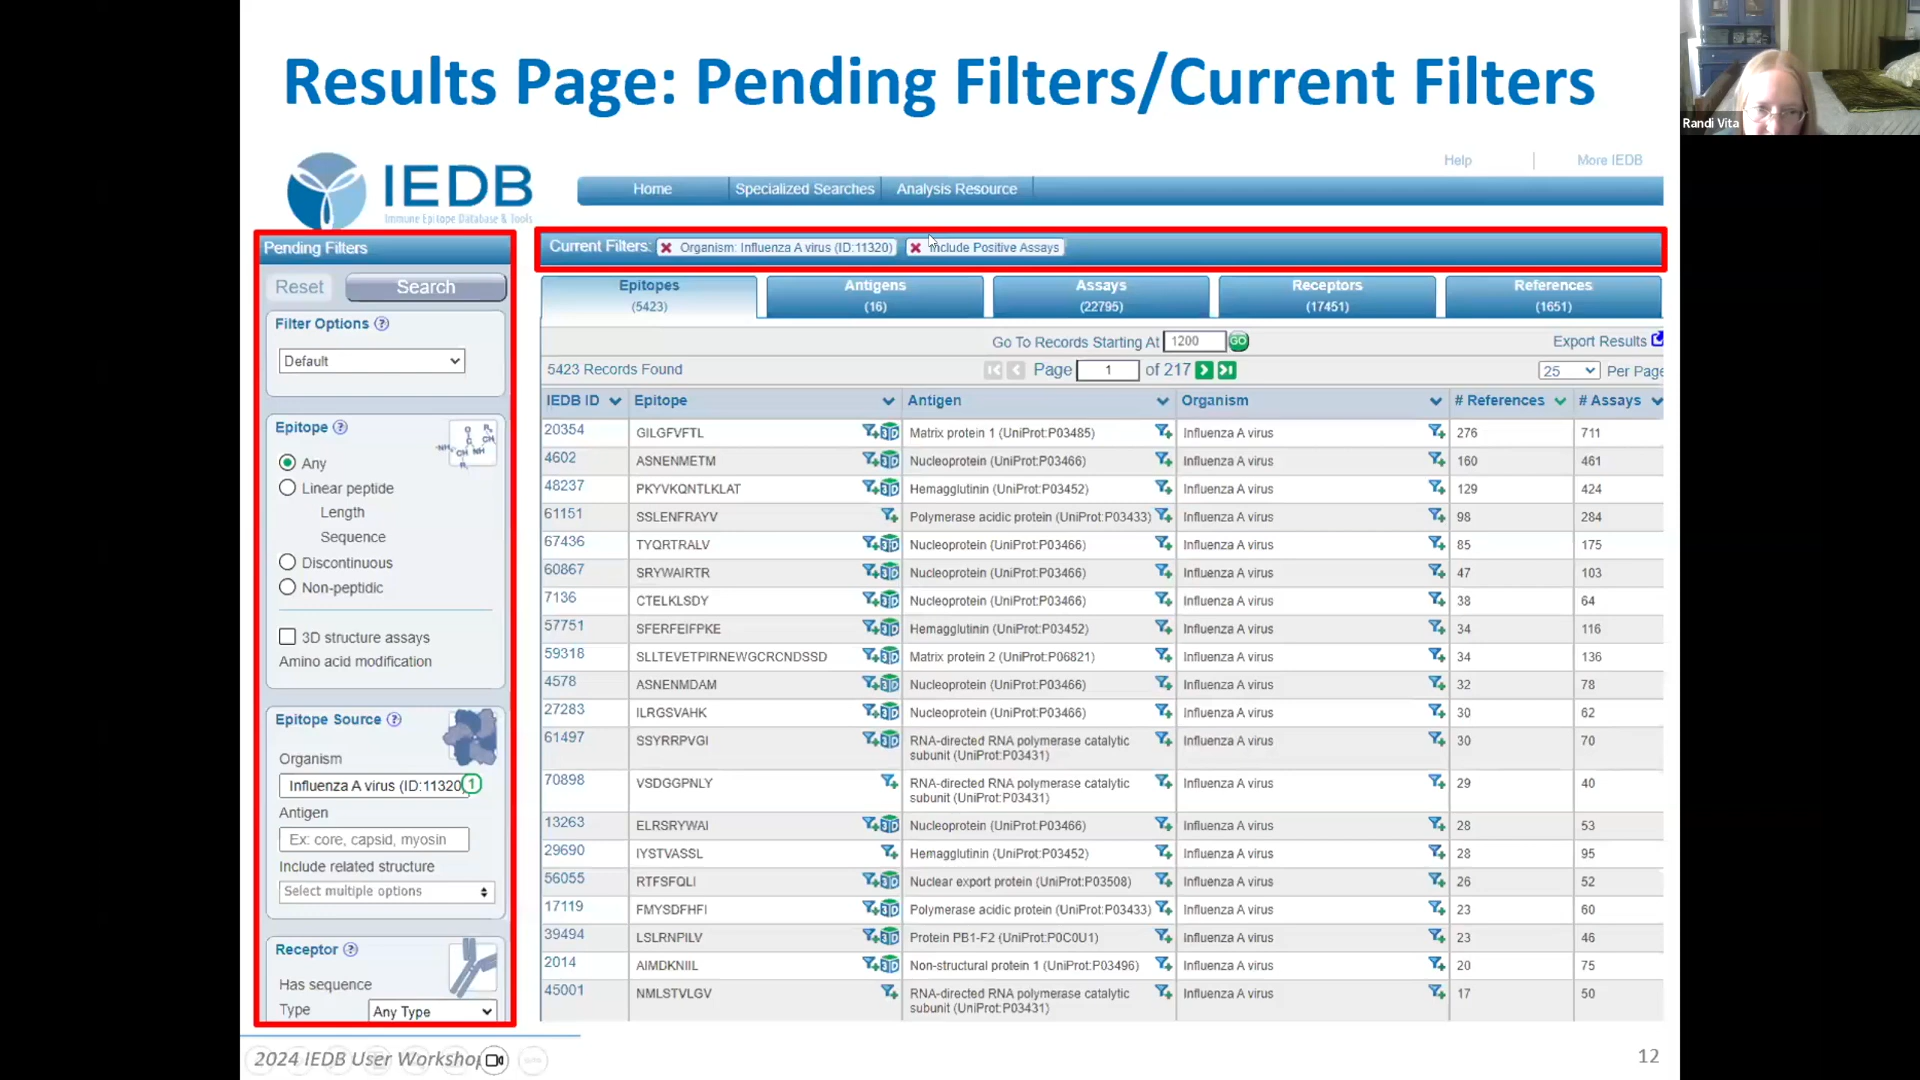 Results Page: Pending Filters/Current Filters
Randi Vita
IEDB
Immune Epitope Database & Tools
Help | More IEDB
Home Specialized Searches Analysis Resource
Pending Filters
Reset Search
Filter Options ?
Default
Epitope ?
Any
Linear peptide
Length
Sequence
Discontinuous
Non-peptidic
3D structure assays
Amino acid modification
Epitope Source ?
Organism
Influenza A virus (ID:11320 1
Antigen
Ex: core, capsid, myosin
Include related structure
Select multiple options
Receptor ?
Has sequence
Type Any Type
Current Filters: Organism: Influenza A virus (ID:11320) Include Positive Assays
Epitopes (5423)
Antigens (16)
Assays (22795)
Receptors (17451)
References (1651)
Go To Records Starting At 1200 GO Export Results
5423 Records Found Page 1 of 217 25 Per Page
IEDB ID Epitope Antigen Organism # References # Assays
20354 GILGFVFTL Matrix protein 1 (UniProt:P03485) Influenza A virus 276 711
4602 ASNENMETM Nucleoprotein (UniProt:P03466) Influenza A virus 160 461
48237 PKYVKQNTLKLAT Hemagglutinin (UniProt:P03452) Influenza A virus 129 424
61151 SSLENFRAYV Polymerase acidic protein (UniProt:P03433) Influenza A virus 98 284
67436 TYQRTRALV Nucleoprotein (UniProt:P03466) Influenza A virus 85 175
60867 SRYWAIRTR Nucleoprotein (UniProt:P03466) Influenza A virus 47 103
7136 CTELKLSDY Nucleoprotein (UniProt:P03466) Influenza A virus 38 64
57751 SFERFEIFPKE Hemagglutinin (UniProt:P03452) Influenza A virus 34 116
59318 SLLTEVETPIRNEWGCRCNDSSD Matrix protein 2 (UniProt:P06821) Influenza A virus 34 136
4578 ASNENMDAM Nucleoprotein (UniProt:P03466) Influenza A virus 32 78
27283 ILRGSVAHK Nucleoprotein (UniProt:P03466) Influenza A virus 30 62
61497 SSYRRPVGI RNA-directed RNA polymerase catalytic subunit (UniProt:P03431) Influenza A virus 30 70
70898 VSDGGPNLY RNA-directed RNA polymerase catalytic subunit (UniProt:P03431) Influenza A virus 29 40
13263 ELRSRYWAI Nucleoprotein (UniProt:P03466) Influenza A virus 28 53
29690 IYSTVASSL Hemagglutinin (UniProt:P03452) Influenza A virus 28 95
56055 RTFSFQLI Nuclear export protein (UniProt:P03508) Influenza A virus 26 52
17119 FMYSDFHFI Polymerase acidic protein (UniProt:P03433) Influenza A virus 23 60
39494 LSLRNPILV Protein PB1-F2 (UniProt:P0C0U1) Influenza A virus 23 46
2014 AIMDKNIIL Non-structural protein 1 (UniProt:P03496) Influenza A virus 20 75
45001 NMLSTVLGV RNA-directed RNA polymerase catalytic subunit (UniProt:P03431) Influenza A virus 17 50
2024 IEDB User Workshop
12